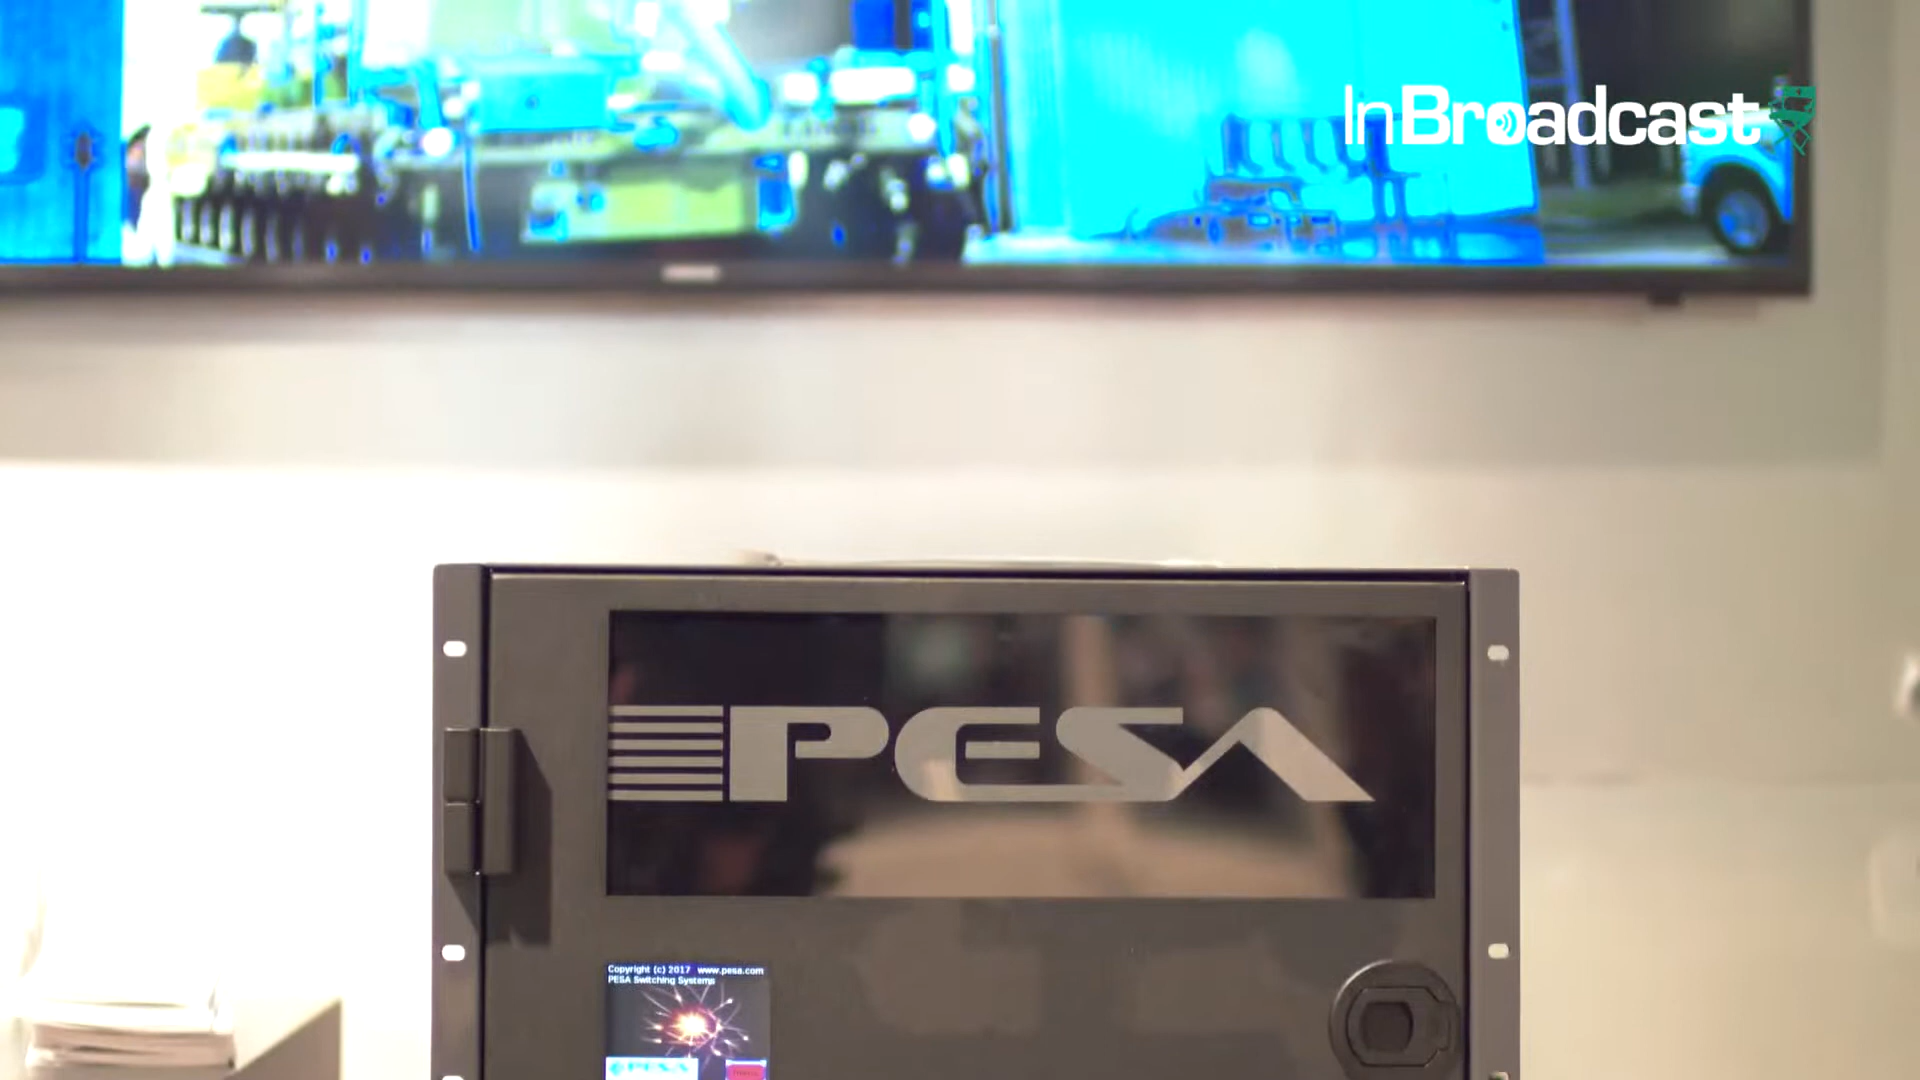 InBroadcast
PESA
Copyright (c) 2017 www.pesa.com
PESA Switching Systems
PESA